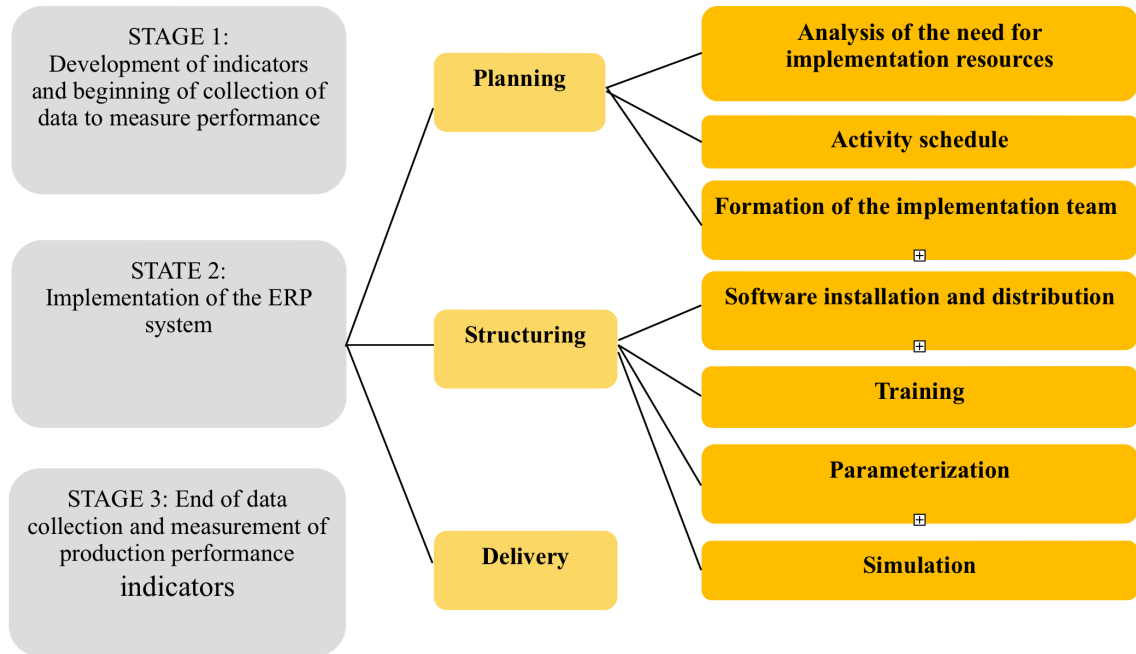 STAGE 1:
Development of indicators
and beginning of collection of
data to measure performance
STATE 2:
Implementation of the ERP
system
STAGE 3: End of data
collection and measurement of
production performance
indicators
Planning
Structuring
Delivery
Analysis of the need for
implementation resources
Activity schedule
Formation of the implementation team
Software installation and distribution
Training
Parameterization
Simulation